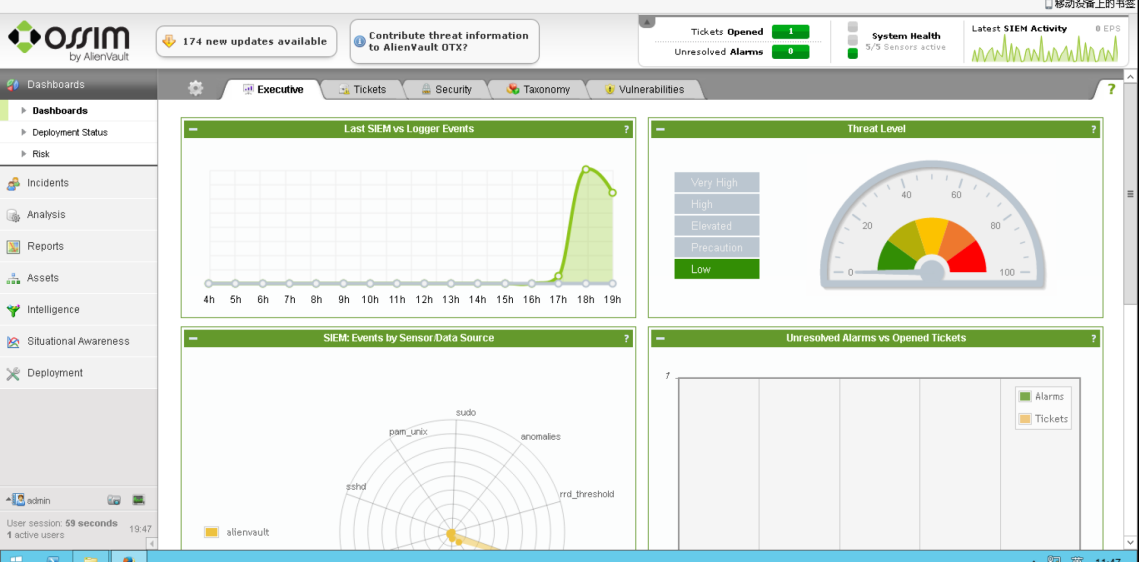 移动设备上的书签
OSSIM
by AlienVault
174 new updates available
Contribute threat information
to AlienVault OTX?
Tickets Opened 1
Unresolved Alarms 0
System Health
5/5 Sensors active
Latest SIEM Activity 0 EPS
Dashboards
Dashboards
Deployment Status
Risk
Incidents
Analysis
Reports
Assets
Intelligence
Situational Awareness
Deployment
admin
User session: 59 seconds
1 active users
19:47
Executive
Tickets
Security
Taxonomy
Vulnerabilities
?
Last SIEM vs Logger Events ?
4h 5h 6h 7h 8h 9h 10h 11h 12h 13h 14h 15h 16h 17h 18h 19h
Threat Level ?
Very High
High
Elevated
Precaution
Low
0 20 40 60 80 100
SIEM: Events by Sensor/Data Source ?
sudo
pam_unix
anomalies
sshd
rrd_threshold
alienvault
Unresolved Alarms vs Opened Tickets ?
1
Alarms
Tickets